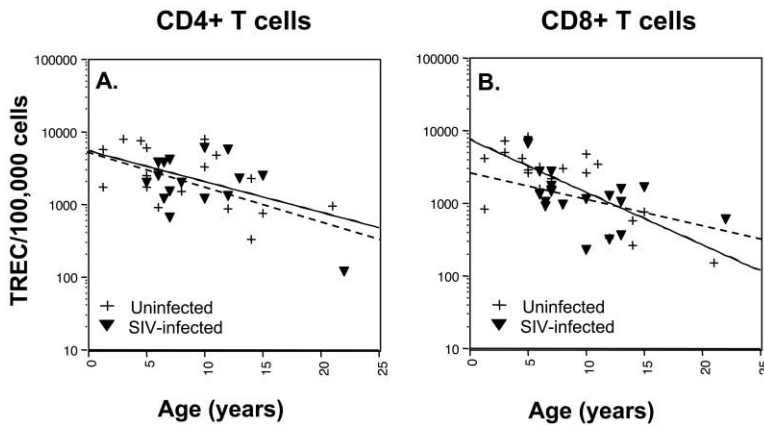 CD4+ T cells
CD8+ T cells
TREC/100,000 cells
A.
100000
10000
1000
100
10
+ Uninfected
▼ SIV-infected
0
5
10
15
20
25
Age (years)
B.
100000
10000
1000
100
10
+ Uninfected
▼ SIV-infected
0
5
10
15
20
25
Age (years)